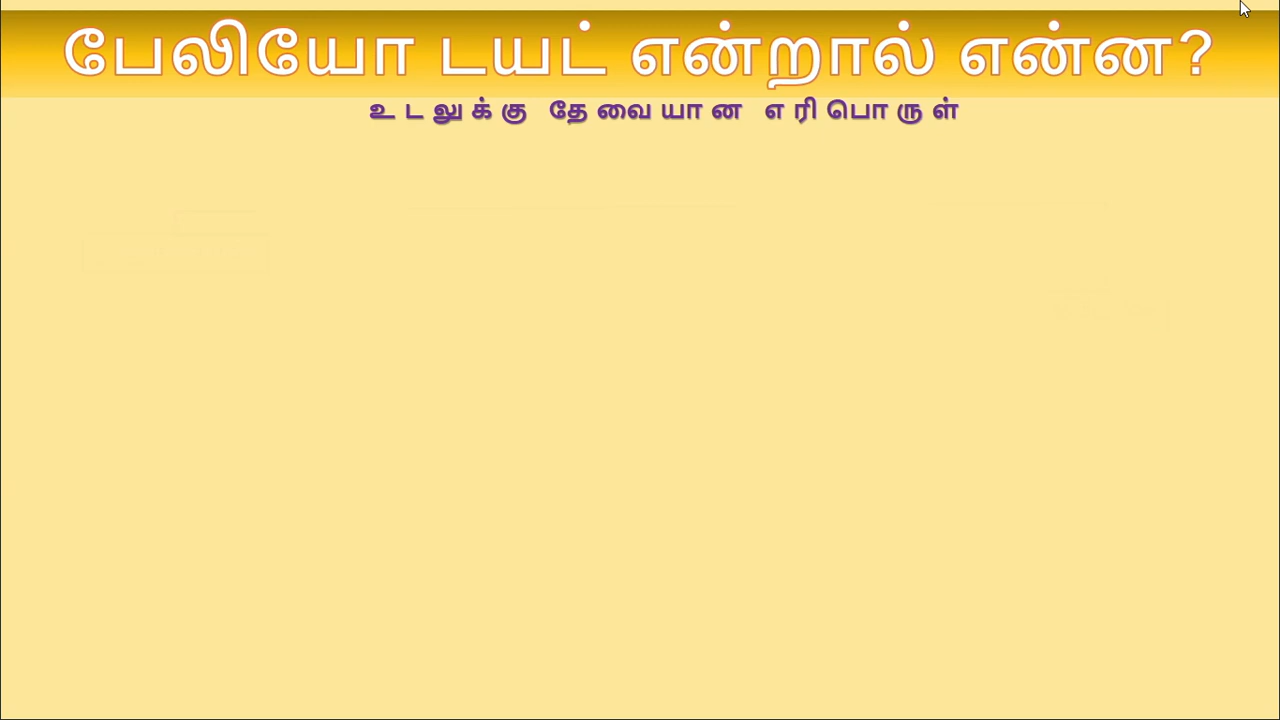 பேலியோ டயட் என்றால் என்ன?
உடலுக்கு தேவையான எரிபொருள்